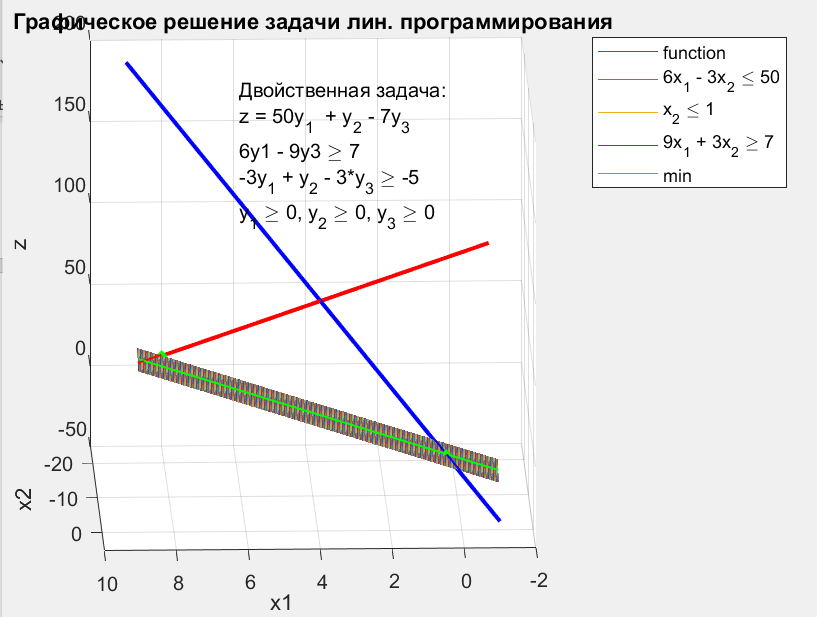 Графическое решение задачи лин. программирования
200
150
100
50
0
-50
z
-20
-10
0
x2
10 8 6 4 2 0 -2
x1
Двойственная задача:
z = 50y₁ + y₂ - 7y₃
6y1 - 9y3 ≥ 7
-3y₁ + y₂ - 3*y₃ ≥ -5
y₁ ≥ 0, y₂ ≥ 0, y₃ ≥ 0
function
6x₁ - 3x₂ ≤ 50
x₂ ≤ 1
9x₁ + 3x₂ ≥ 7
min